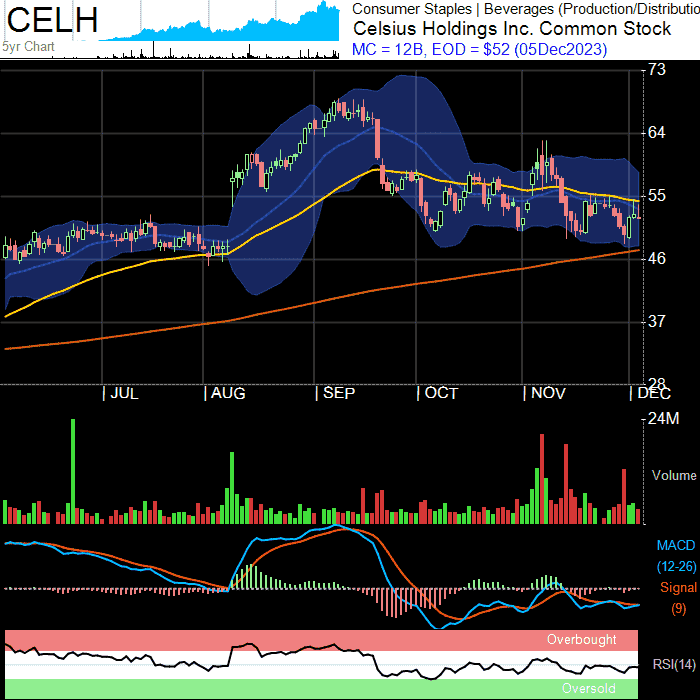 CELH
5yr Chart
Consumer Staples | Beverages (Production/Distributio
Celsius Holdings Inc. Common Stock
MC = 12B, EOD = $52 (05Dec2023)
73
64
55
46
37
28
JUL
AUG
SEP
OCT
NOV
DEC
24M
Volume
MACD
(12-26)
Signal
(9)
Overbought
RSI(14)
Oversold